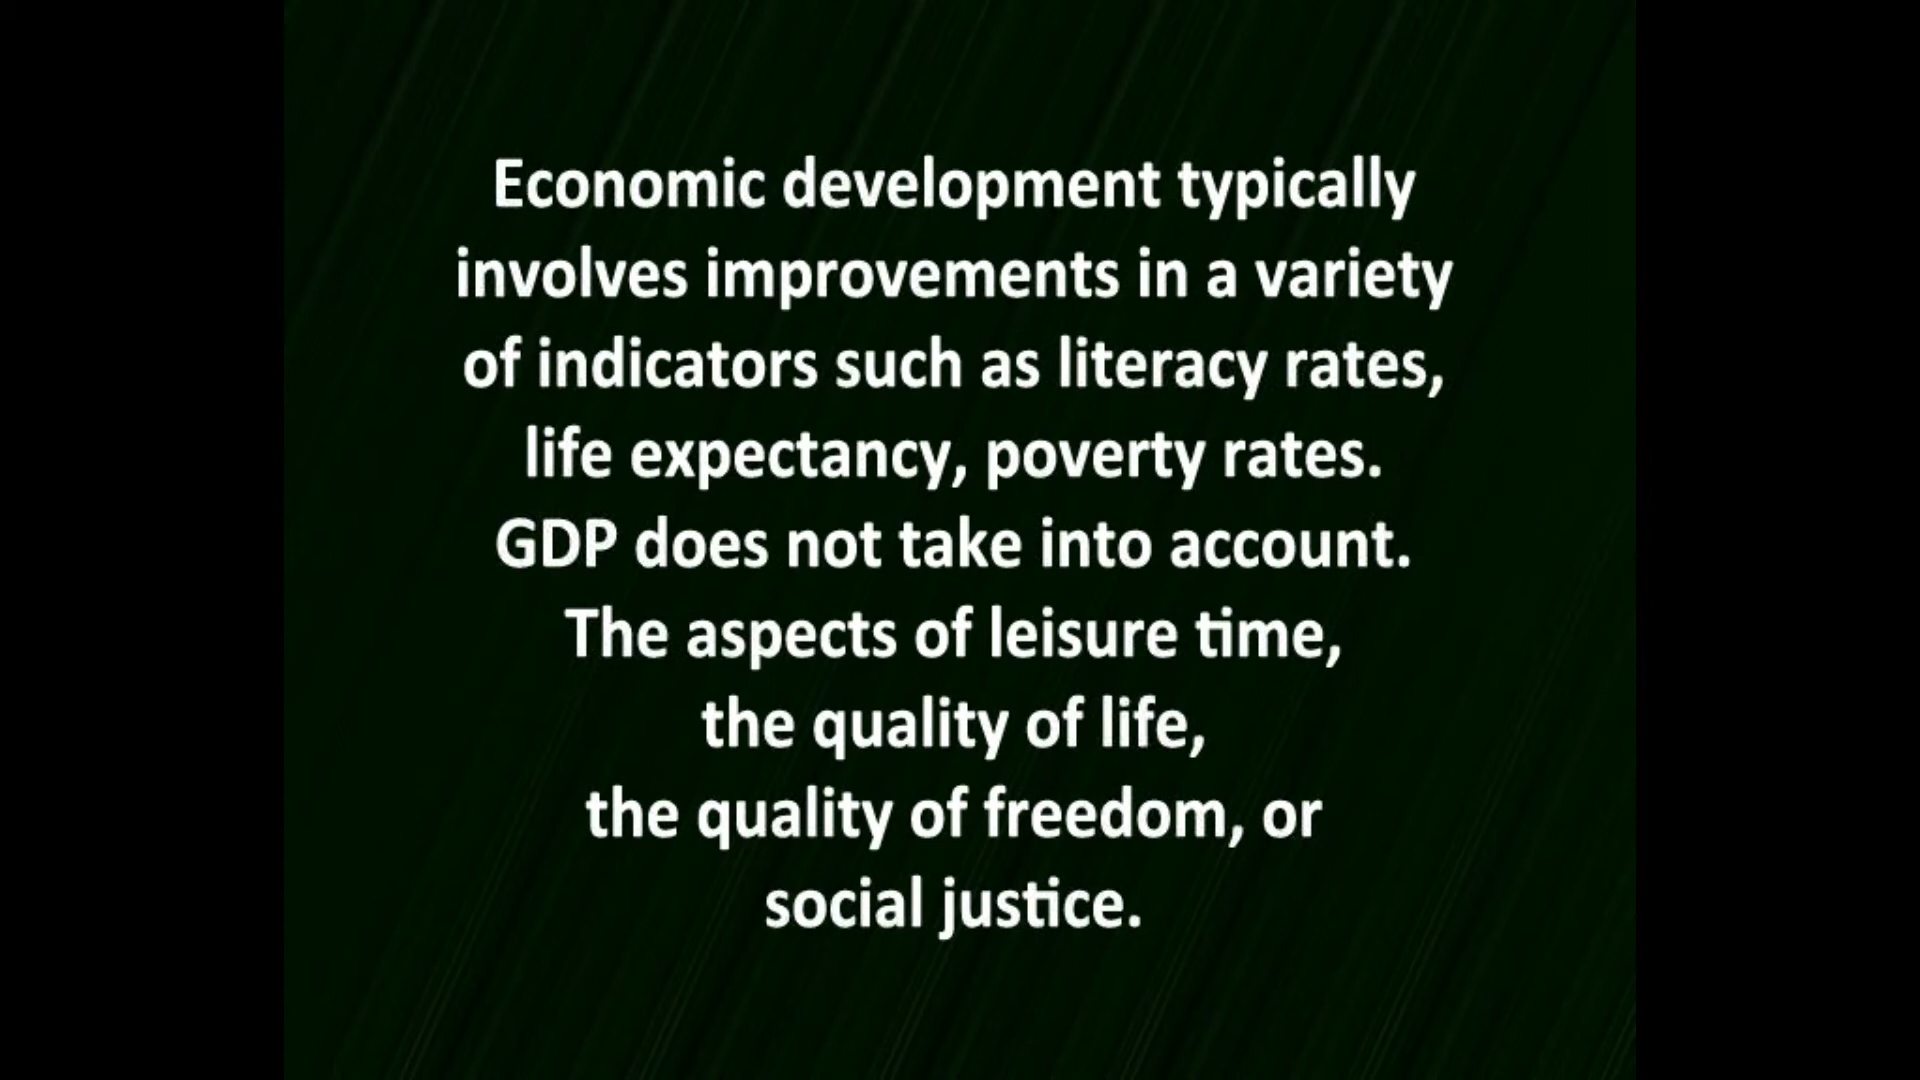 Economic development typically
involves improvements in a variety
of indicators such as literacy rates,
life expectancy, poverty rates.
GDP does not take into account.
The aspects of leisure time,
the quality of life,
the quality of freedom, or
social justice.